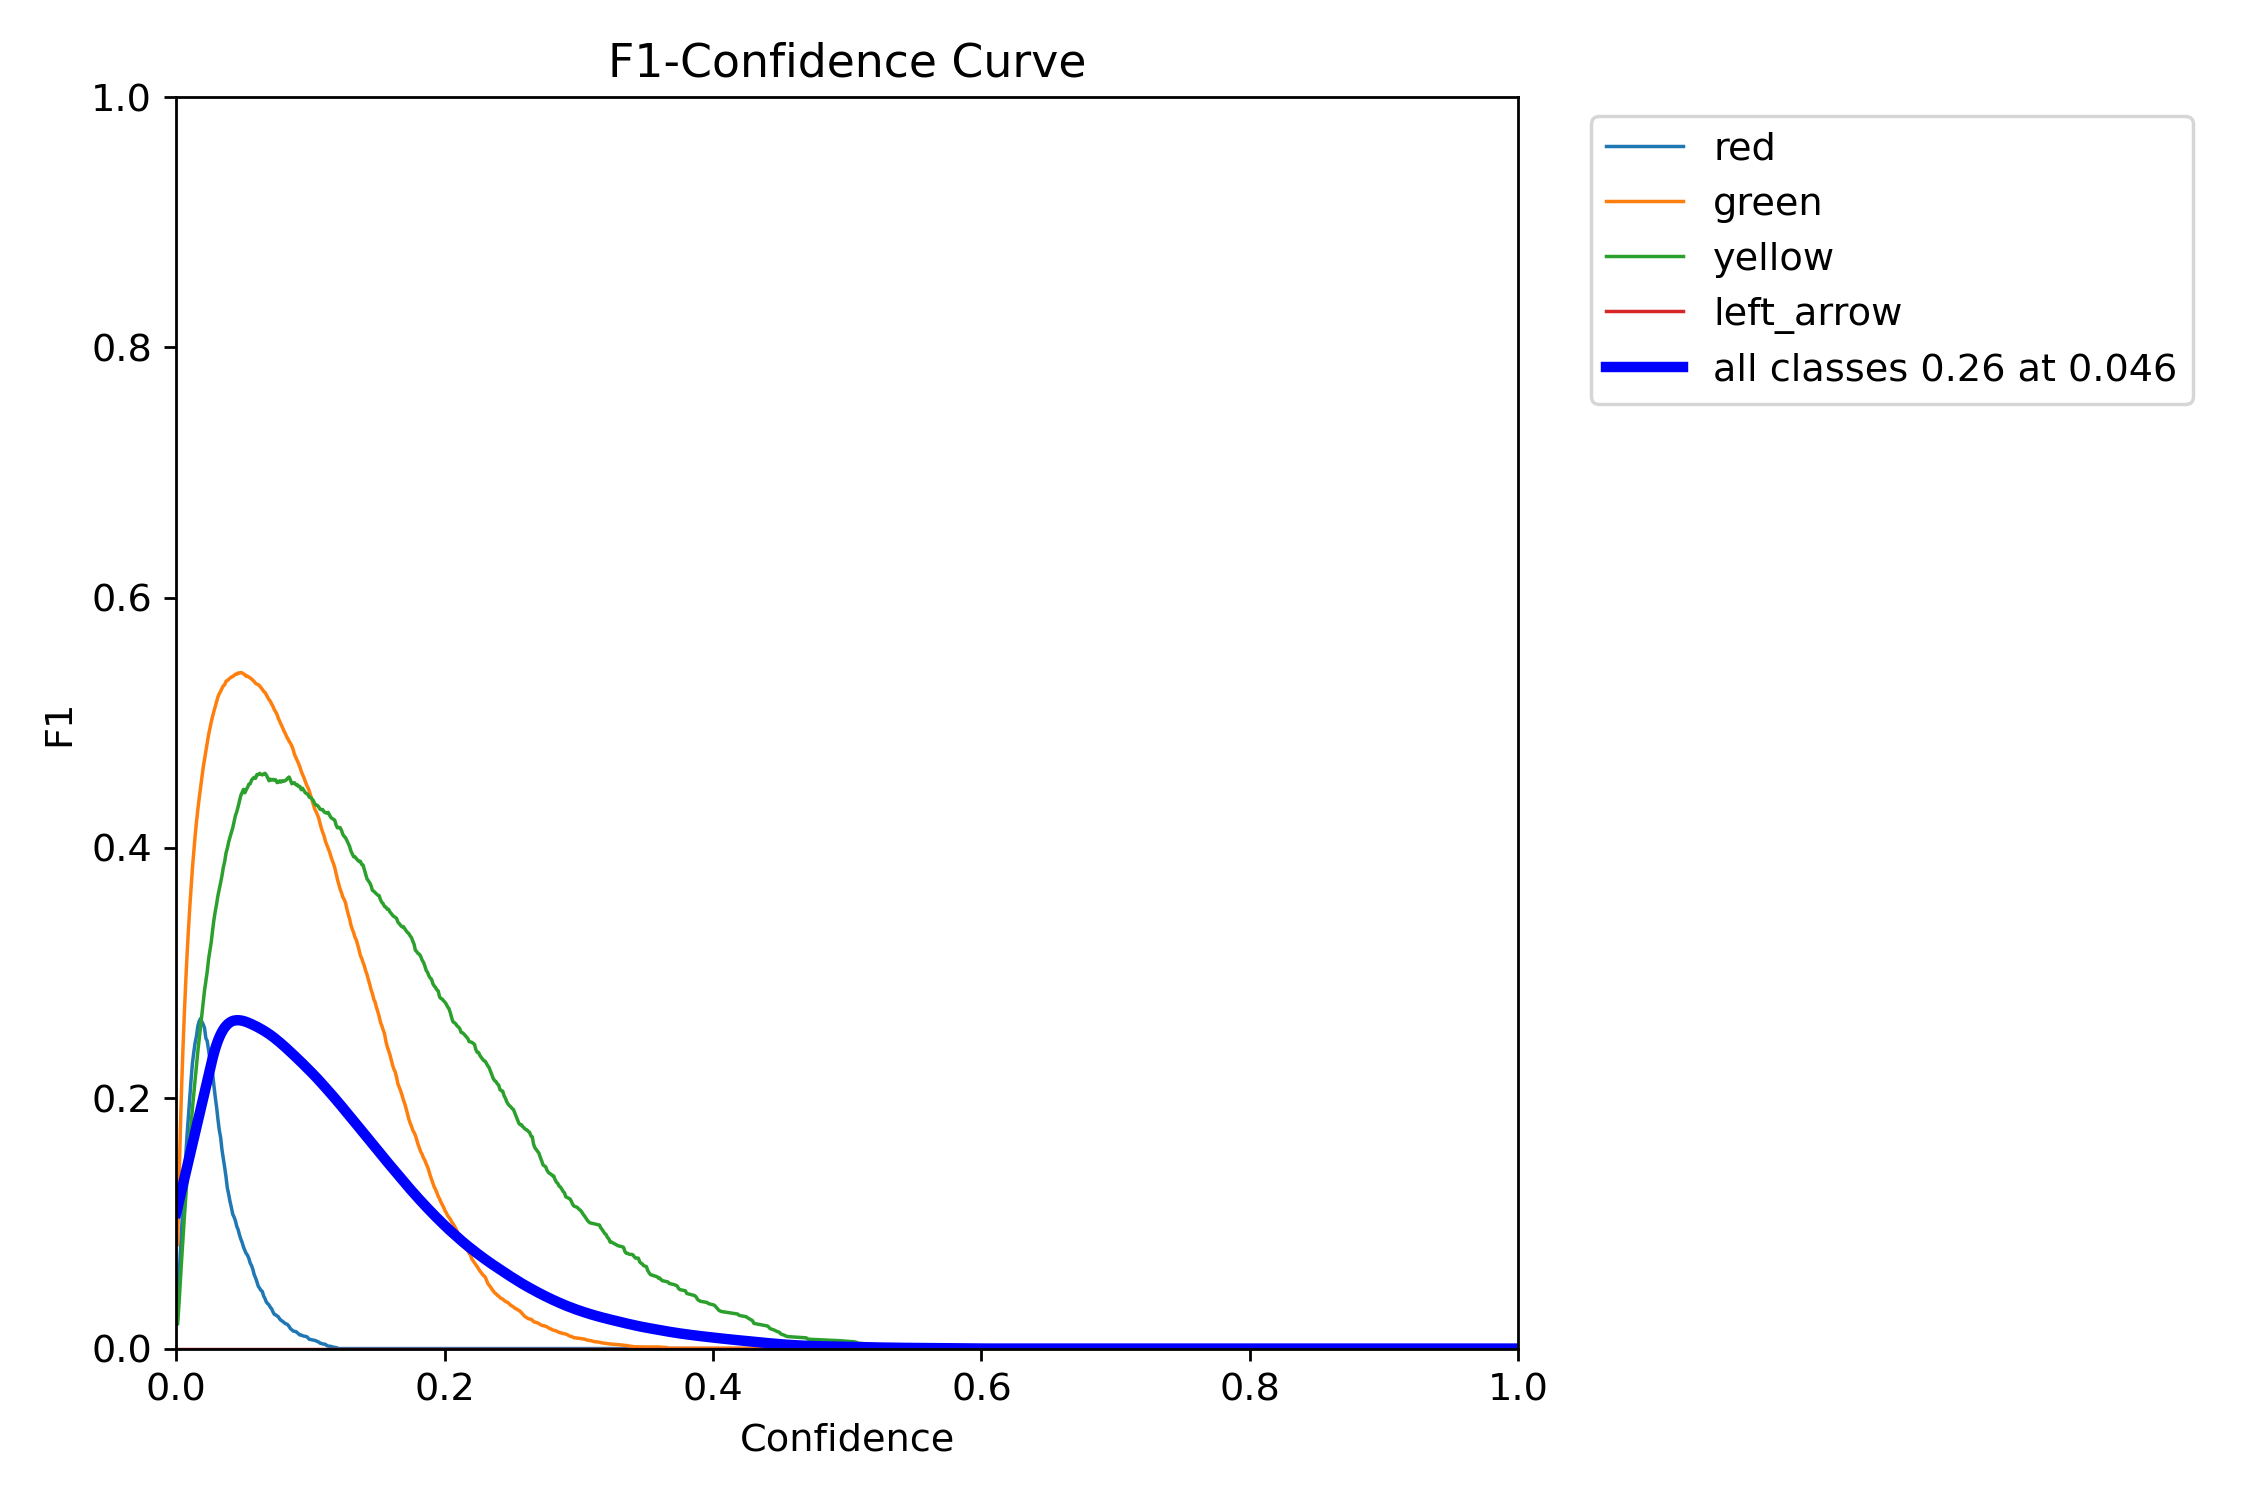 F1-Confidence Curve
1.0
0.8
0.6
0.4
0.2
0.0
F1
0.0 0.2 0.4 0.6 0.8 1.0
Confidence
red
green
yellow
left_arrow
all classes 0.26 at 0.046